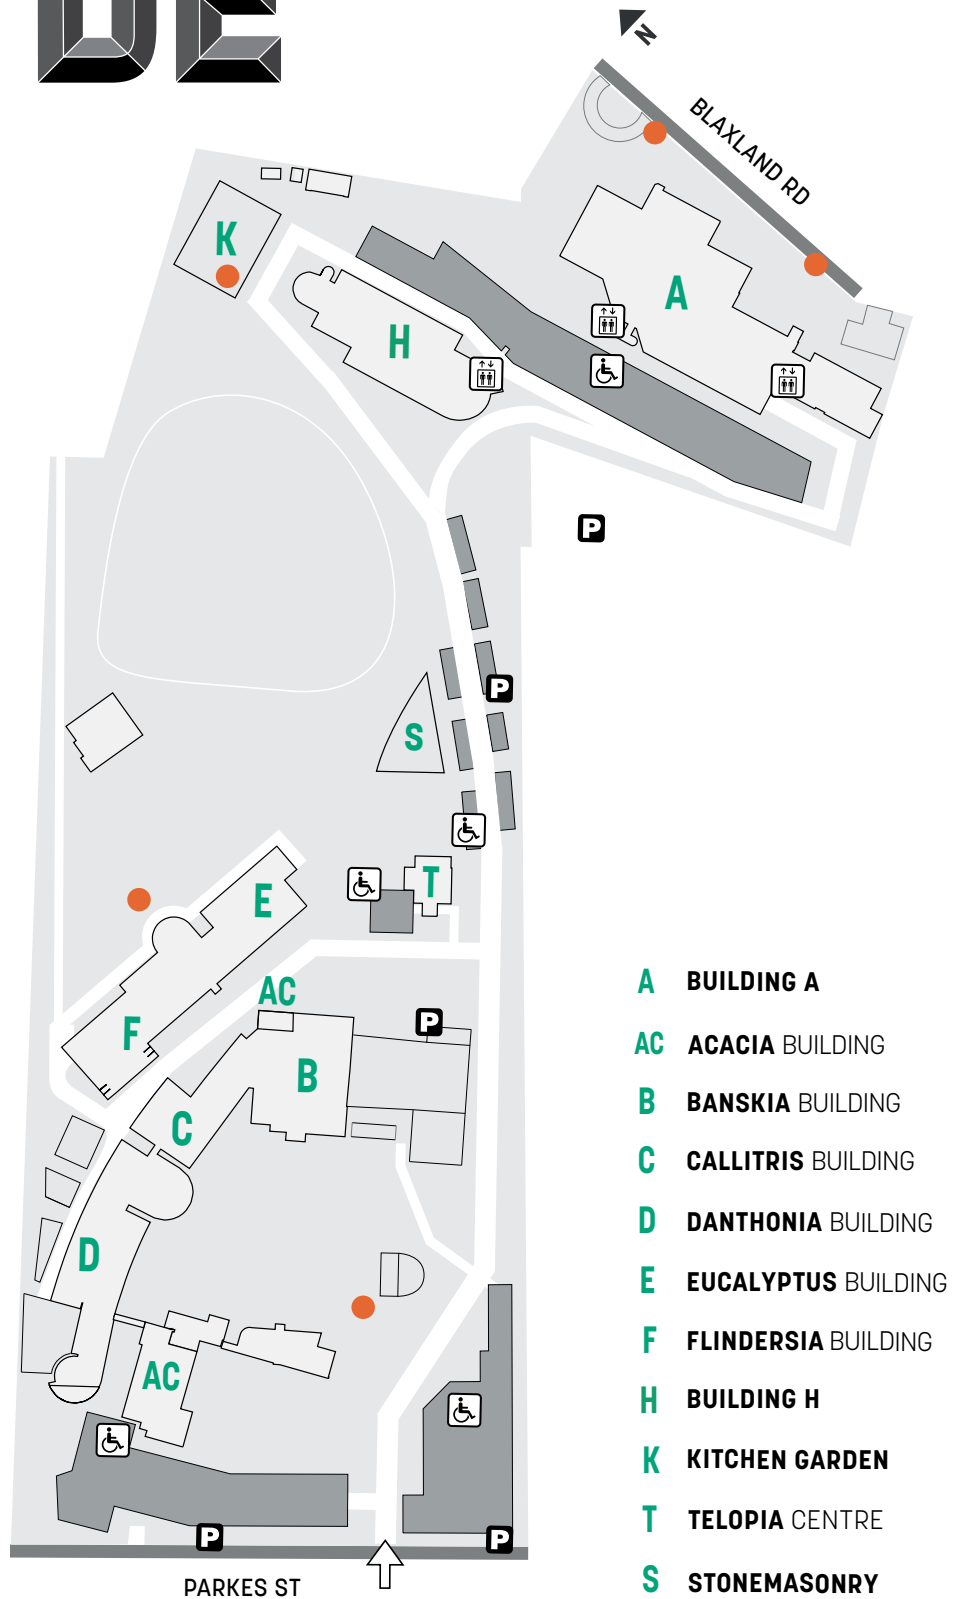 DE
N
BLAXLAND RD
K
A
H
P
P
S
T
E
AC
F
P
B
C
D
AC
P
P
PARKES ST
A BUILDING A
AC ACACIA BUILDING
B BANSKIA BUILDING
C CALLITRIS BUILDING
D DANTHONIA BUILDING
E EUCALYPTUS BUILDING
F FLINDERSIA BUILDING
H BUILDING H
K KITCHEN GARDEN
T TELOPIA CENTRE
S STONEMASONRY